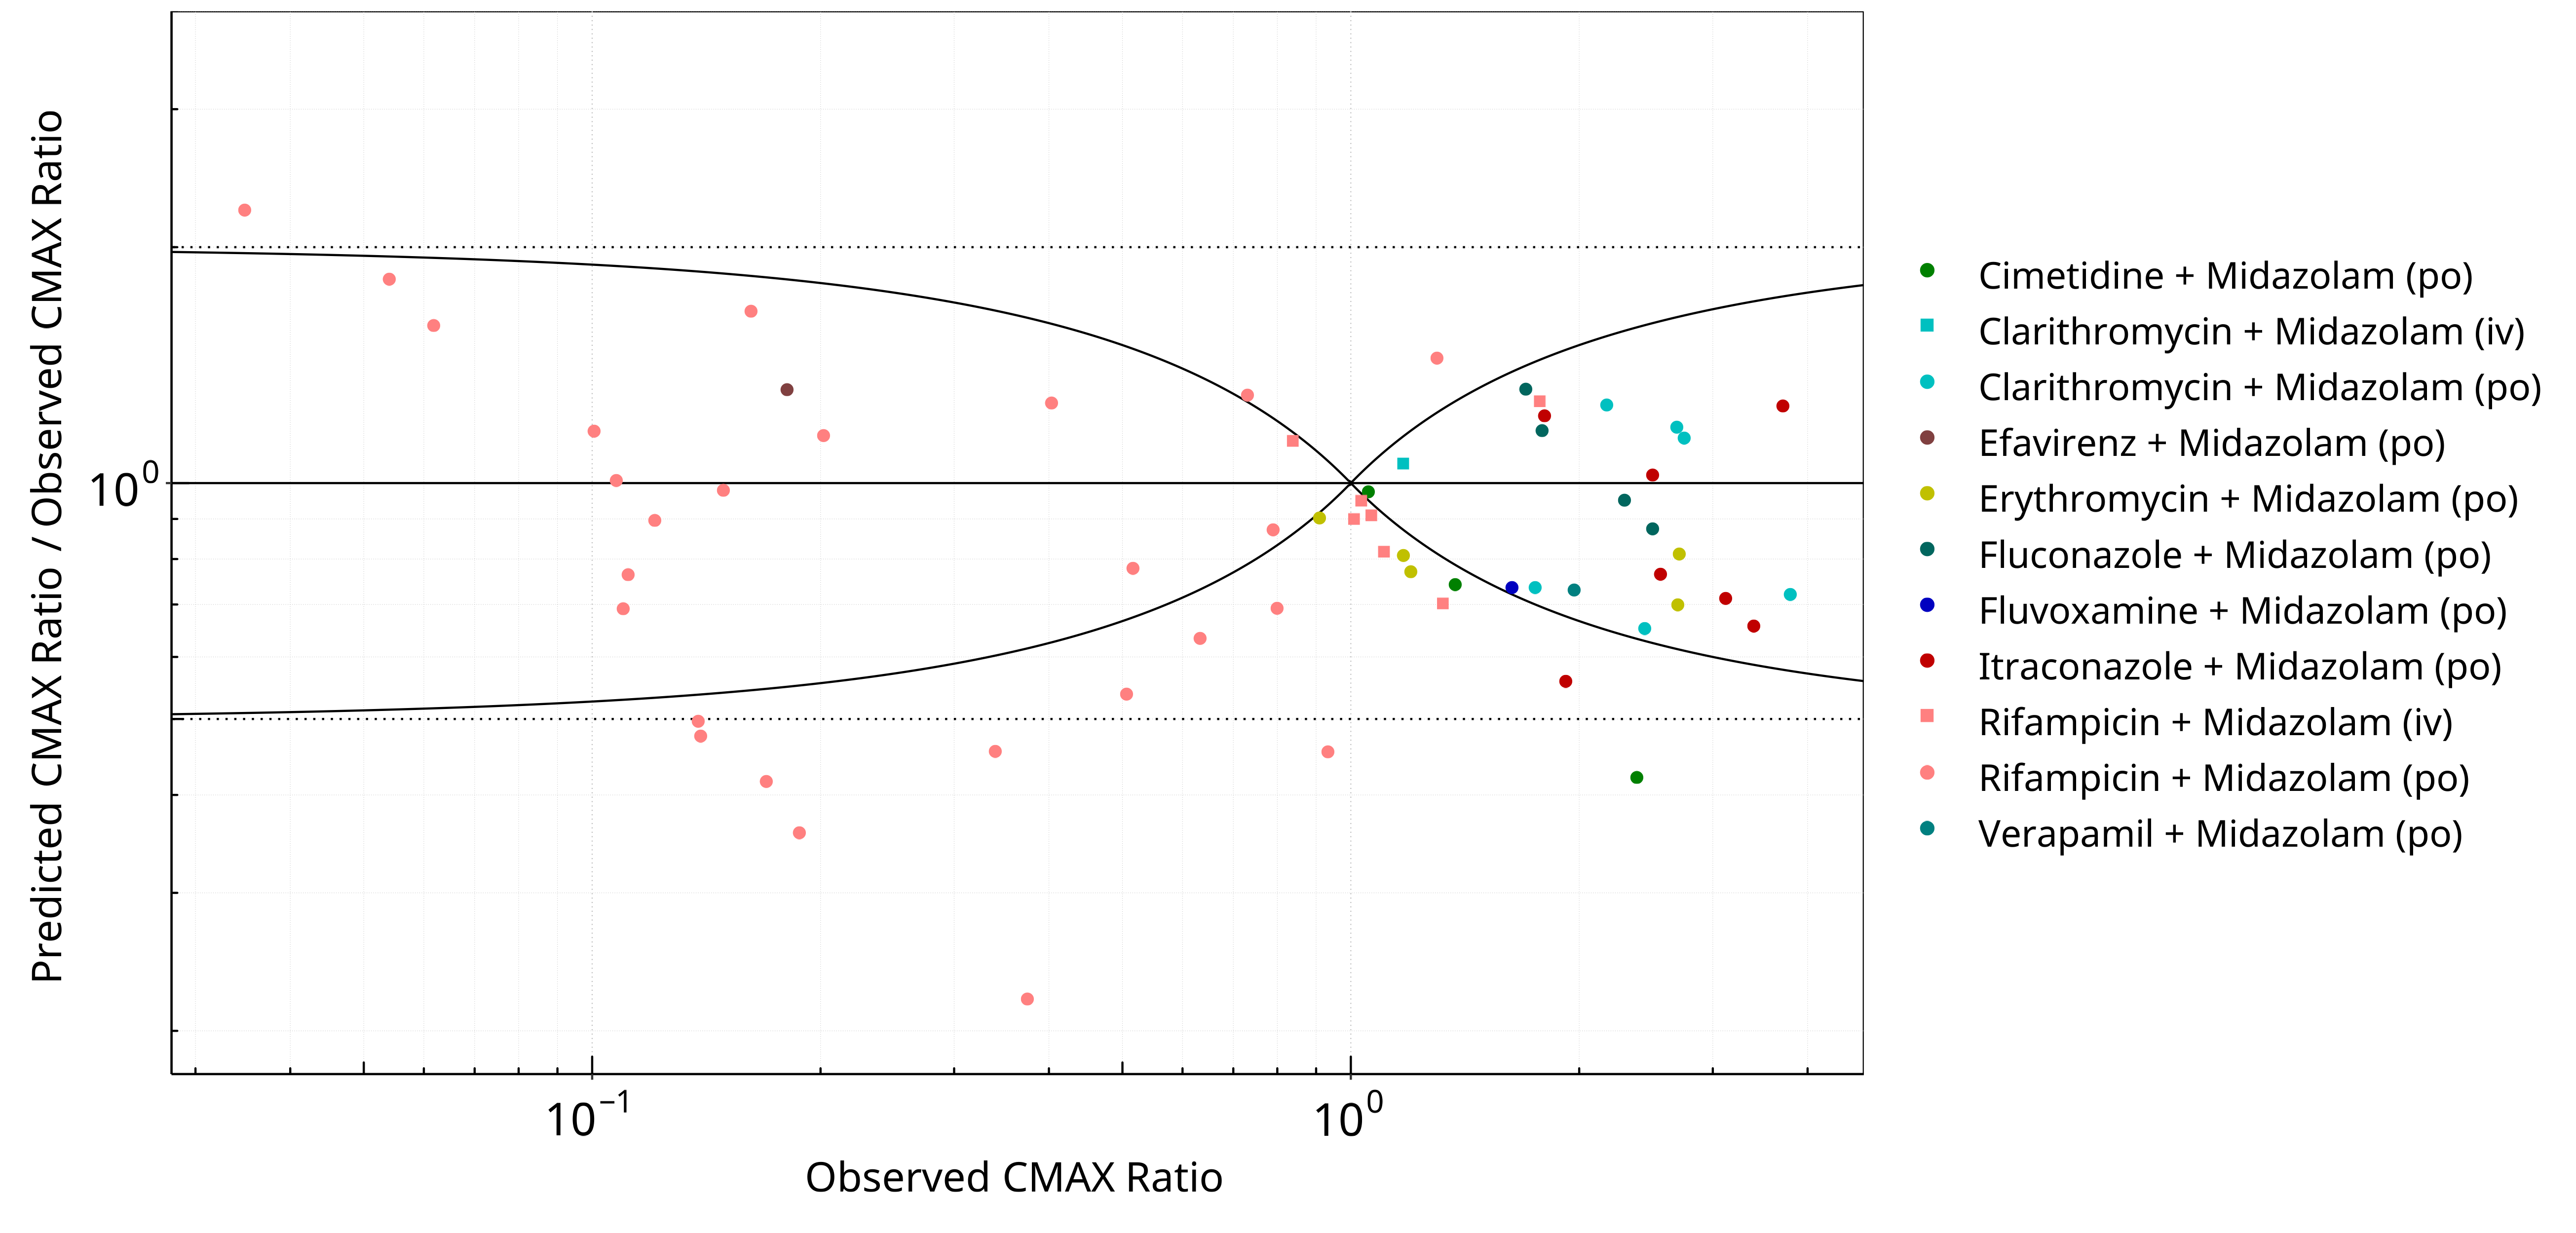 Predicted CMAX Ratio / Observed CMAX Ratio
10⁰
10⁻¹
10⁰
Observed CMAX Ratio
Cimetidine + Midazolam (po)
Clarithromycin + Midazolam (iv)
Clarithromycin + Midazolam (po)
Efavirenz + Midazolam (po)
Erythromycin + Midazolam (po)
Fluconazole + Midazolam (po)
Fluvoxamine + Midazolam (po)
Itraconazole + Midazolam (po)
Rifampicin + Midazolam (iv)
Rifampicin + Midazolam (po)
Verapamil + Midazolam (po)